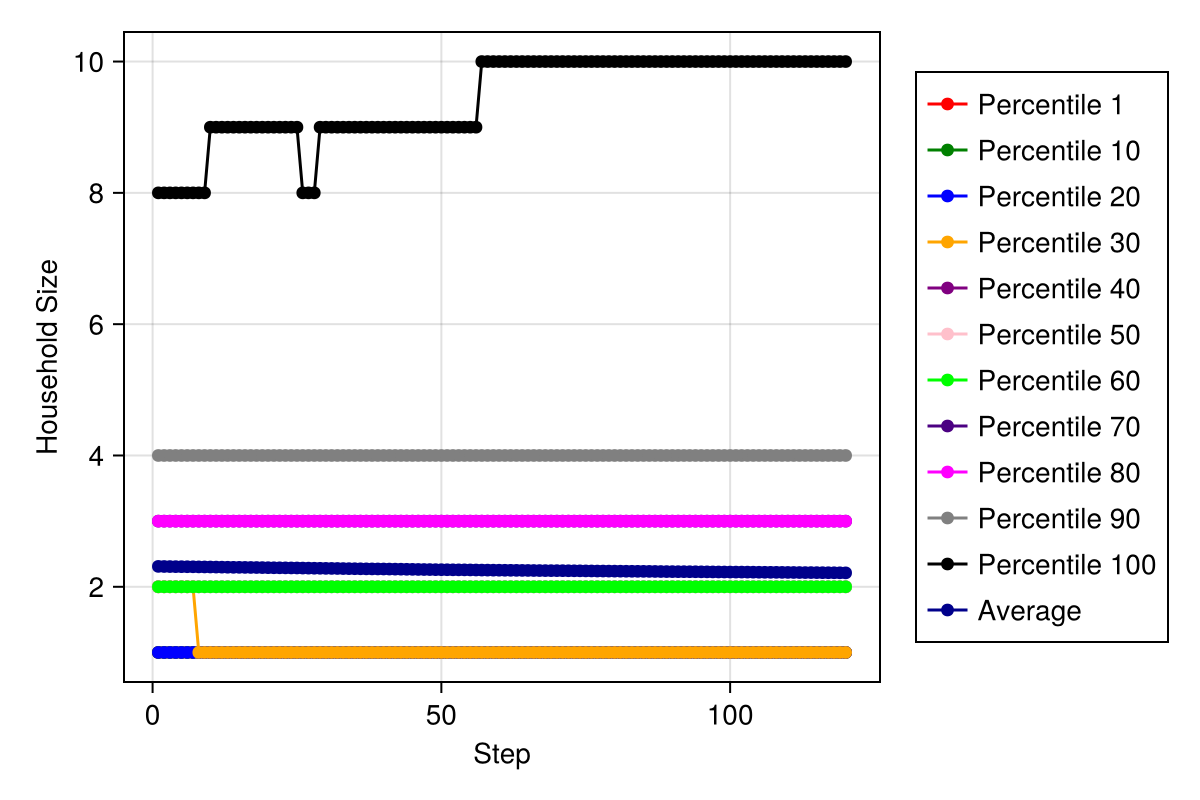 10
8
6
4
2
Household Size
0
50
100
Step
Percentile 1
Percentile 10
Percentile 20
Percentile 30
Percentile 40
Percentile 50
Percentile 60
Percentile 70
Percentile 80
Percentile 90
Percentile 100
Average